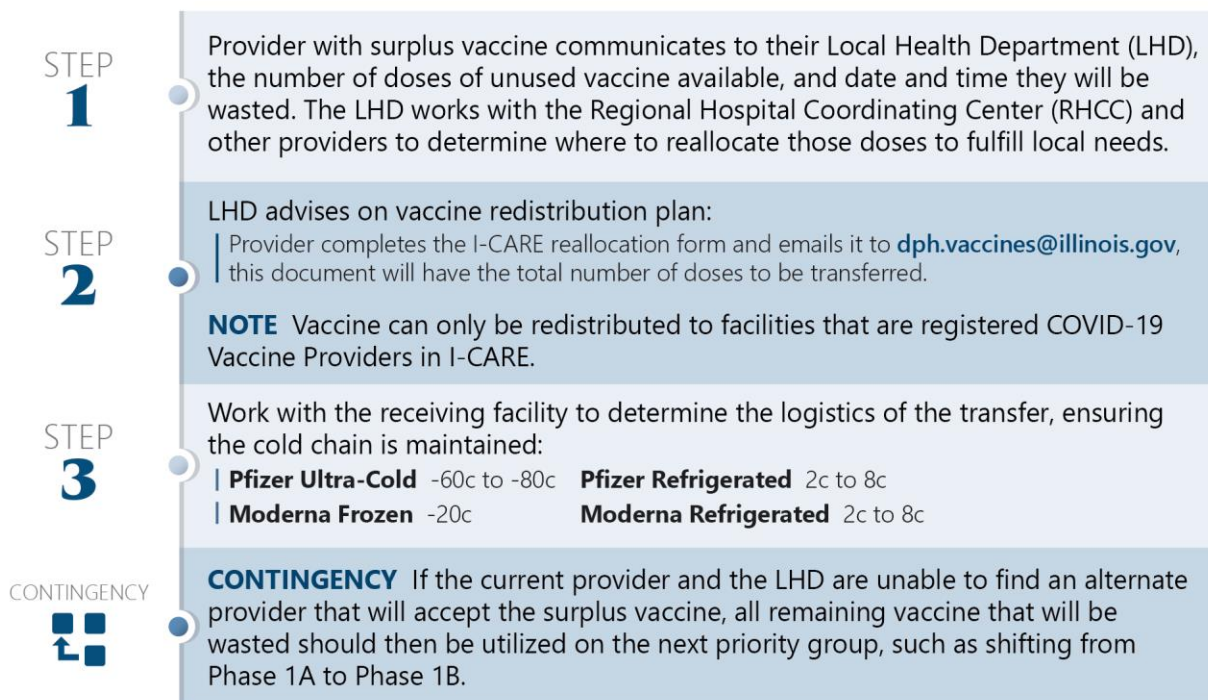 STEP
1
Provider with surplus vaccine communicates to their Local Health Department (LHD),
the number of doses of unused vaccine available, and date and time they will be
wasted. The LHD works with the Regional Hospital Coordinating Center (RHCC) and
other providers to determine where to reallocate those doses to fulfill local needs.
STEP
2
LHD advises on vaccine redistribution plan:
Provider completes the I-CARE reallocation form and emails it to dph.vaccines@illinois.gov,
this document will have the total number of doses to be transferred.
NOTE Vaccine can only be redistributed to facilities that are registered COVID-19
Vaccine Providers in I-CARE.
STEP
3
Work with the receiving facility to determine the logistics of the transfer, ensuring
the cold chain is maintained:
Pfizer Ultra-Cold -60c to -80c Pfizer Refrigerated 2c to 8c
Moderna Frozen -20c Moderna Refrigerated 2c to 8c
CONTINGENCY
CONTINGENCY If the current provider and the LHD are unable to find an alternate
provider that will accept the surplus vaccine, all remaining vaccine that will be
wasted should then be utilized on the next priority group, such as shifting from
Phase 1A to Phase 1B.